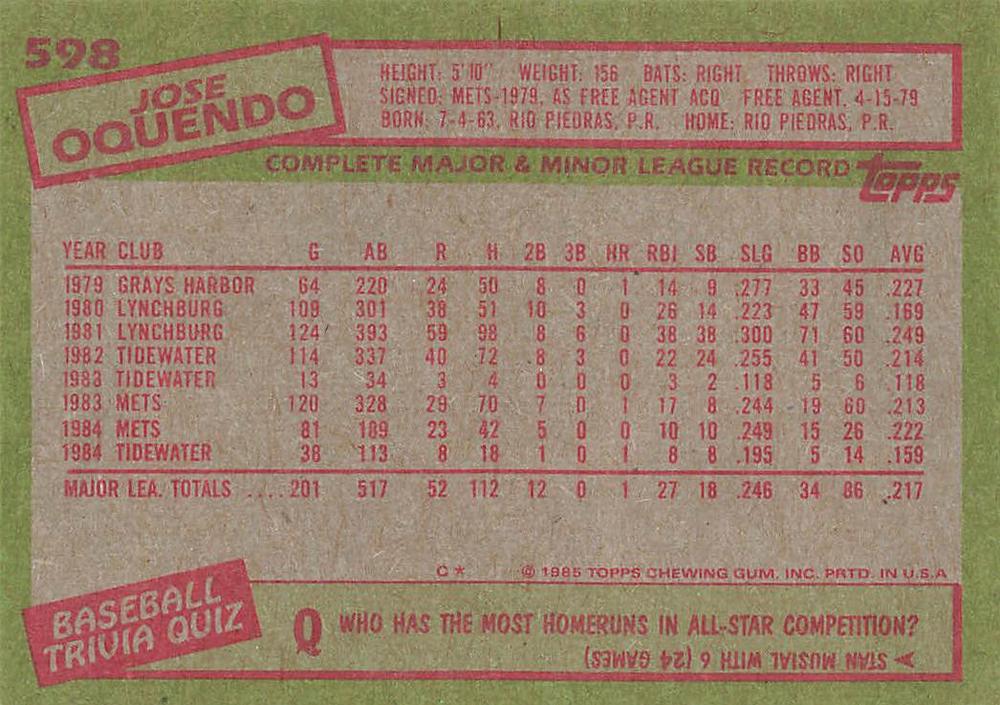 598
JOSE
OQUENDO
HEIGHT: 5'10" WEIGHT: 156 BATS: RIGHT THROWS: RIGHT
SIGNED: METS-1979, AS FREE AGENT ACQ FREE AGENT, 4-15-79
BORN: 7-4-63, RIO PIEDRAS, P.R. HOME: RIO PIEDRAS, P.R.
COMPLETE MAJOR & MINOR LEAGUE RECORD topps
YEAR CLUB G AB R H 2B 3B HR RBI SB SLG BB SO AVG
1979 GRAYS HARBOR 64 220 24 50 8 0 1 14 9 .277 33 45 .227
1980 LYNCHBURG 109 301 38 51 10 3 0 26 14 .223 47 59 .169
1981 LYNCHBURG 124 393 59 98 8 6 0 38 38 .300 71 60 .249
1982 TIDEWATER 114 337 40 72 8 3 0 22 24 .255 41 50 .214
1983 TIDEWATER 13 34 3 4 0 0 0 3 2 .118 5 6 .118
1983 METS 120 328 29 70 7 0 1 17 8 .244 19 60 .213
1984 METS 81 189 23 42 5 0 0 10 10 .249 15 26 .222
1984 TIDEWATER 38 113 8 18 1 0 1 8 8 .195 5 14 .159
MAJOR LEA. TOTALS ....201 517 52 112 12 0 1 27 18 .246 34 86 .217
C* © 1985 TOPPS CHEWING GUM, INC. PRTD. IN U.S.A
BASEBALL
TRIVIA QUIZ
Q WHO HAS THE MOST HOMERUNS IN ALL-STAR COMPETITION?
A STAN MUSIAL WITH 6 (24 GAMES)